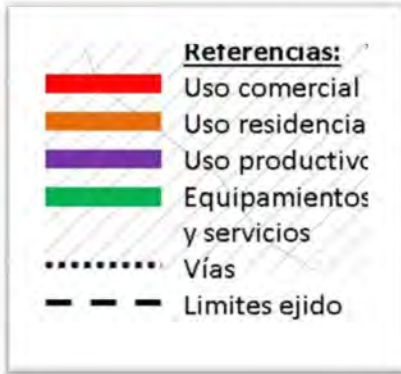 Referencias:
Uso comercial
Uso residencia
Uso productivo
Equipamientos
y servicios
Vías
Limites ejido